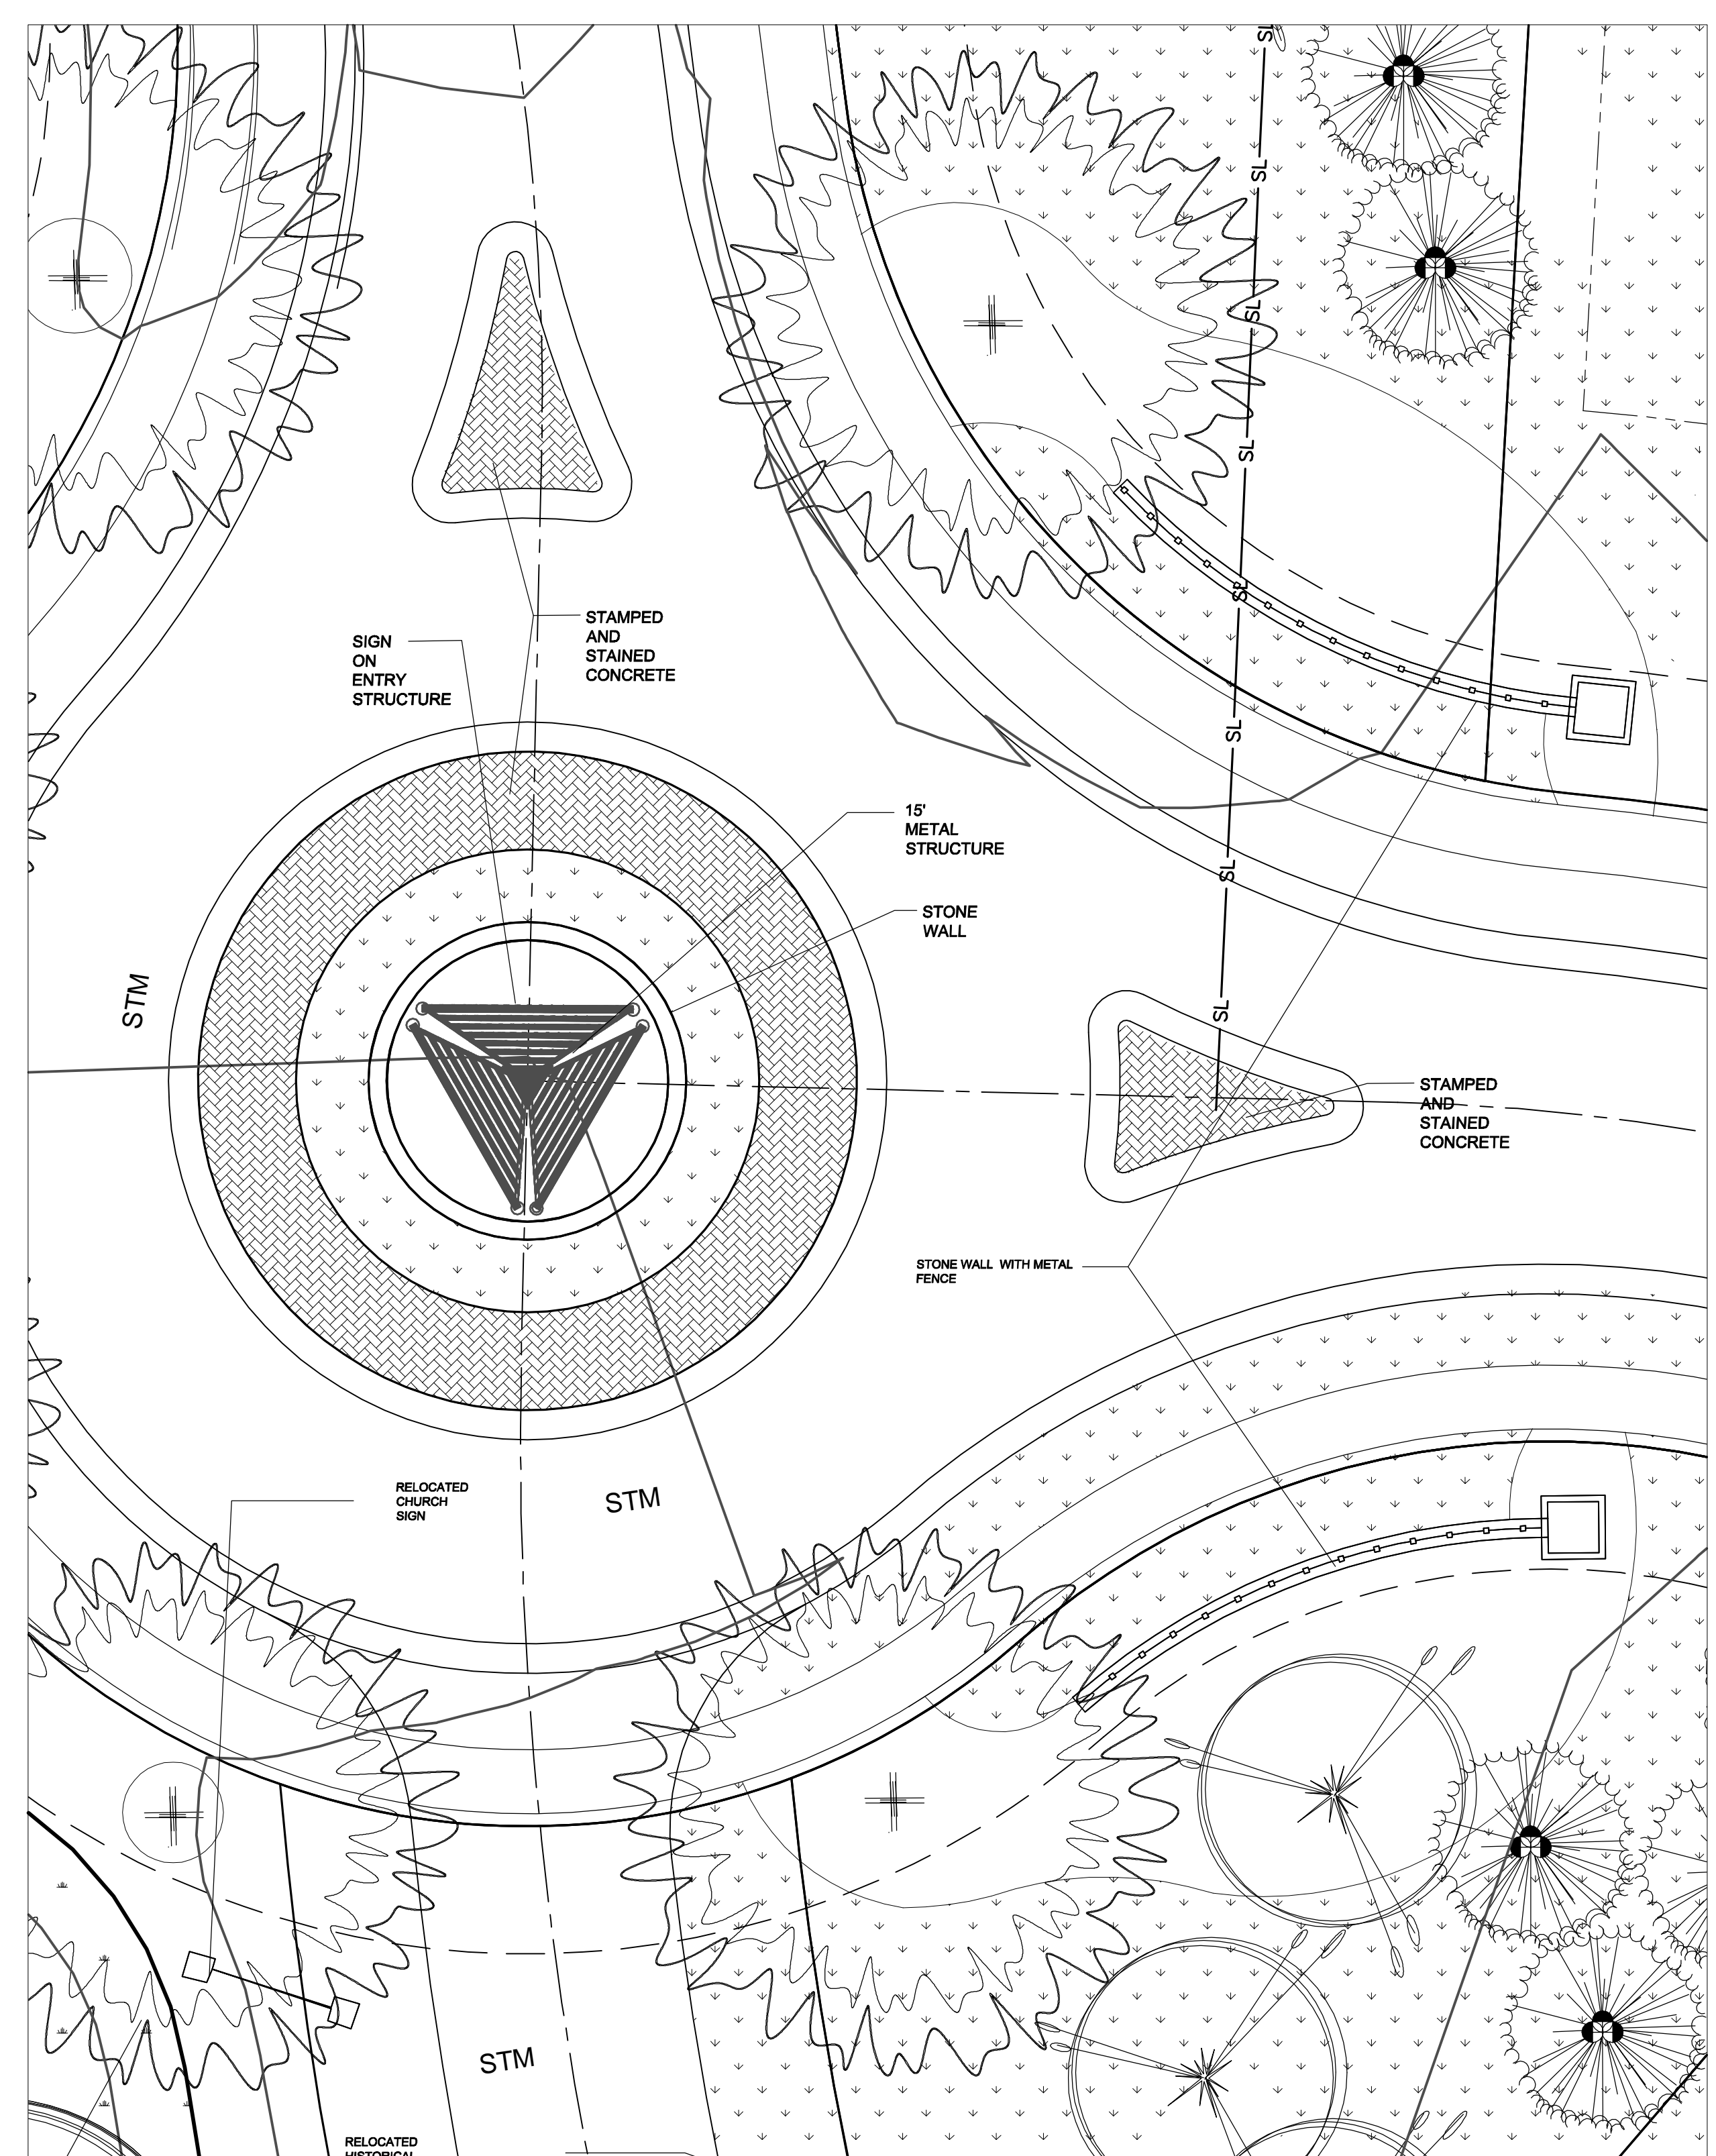 SL
SL
SL
SL
STAMPED
AND
STAINED
CONCRETE
SIGN
ON
ENTRY
STRUCTURE
SL
SL
15'
METAL
STRUCTURE
SL
STONE
WALL
STM
SL
STAMPED
AND
STAINED
CONCRETE
STONE WALL WITH METAL
FENCE
RELOCATED
CHURCH
SIGN
STM
STM
RELOCATED
HISTORICAL